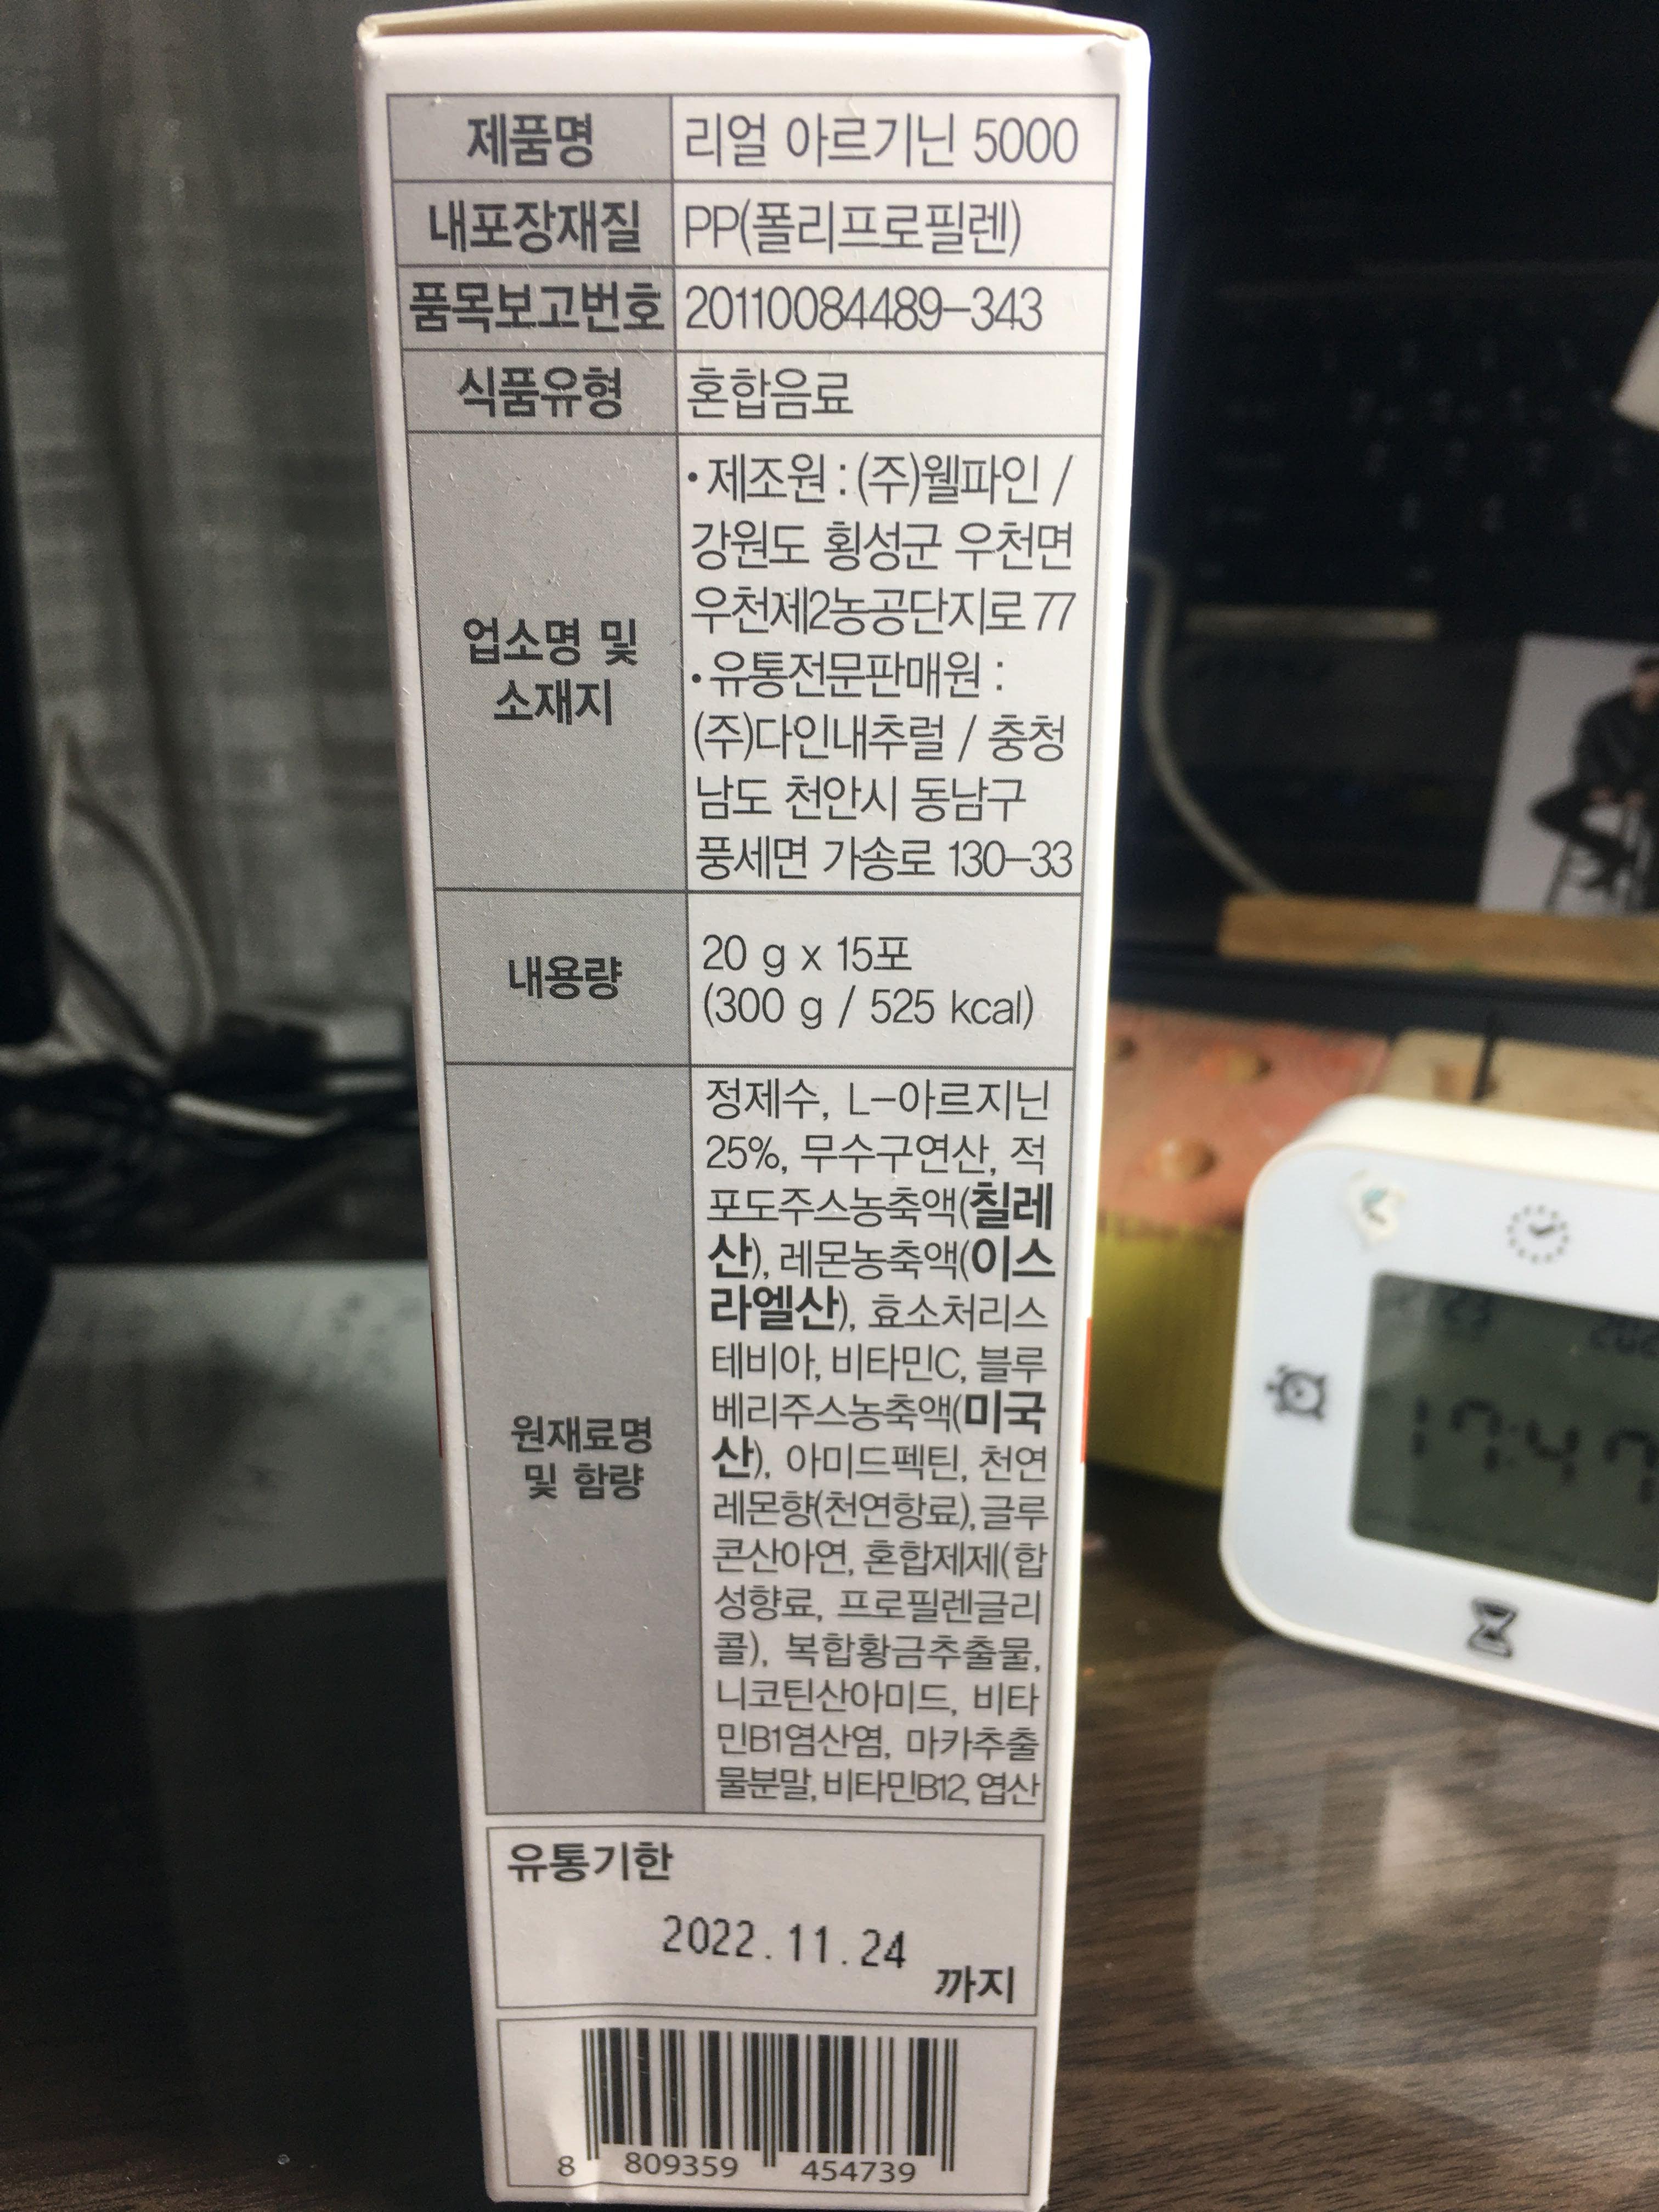 제품명 리얼 아르기닌 5000
내포장재질 PP(폴리프로필렌)
품목보고번호 20110084489-343
식품유형 혼합음료
업소명 및
소재지
•제조원 : (주)웰파인 /
강원도 횡성군 우천면
우천제2농공단지로 77
•유통전문판매원 :
(주)다인내추럴 / 충청
남도 천안시 동남구
풍세면 가송로 130-33
내용량
20 g x 15포
(300 g / 525 kcal)
원재료명
및 함량
정제수, L-아르지닌
25%, 무수구연산, 적
포도주스농축액(칠레
산), 레몬농축액(이스
라엘산), 효소처리스
테비아, 비타민C, 블루
베리주스농축액(미국
산), 아미드펙틴, 천연
레몬향(천연항료), 글루
콘산아연, 혼합제제(합
성향료, 프로필렌글리
콜), 복합황금추출물,
니코틴산아미드, 비타
민B1염산염, 마카추출
물분말, 비타민B12, 엽산
유통기한
2022.11.24
까지
8 809359 454739